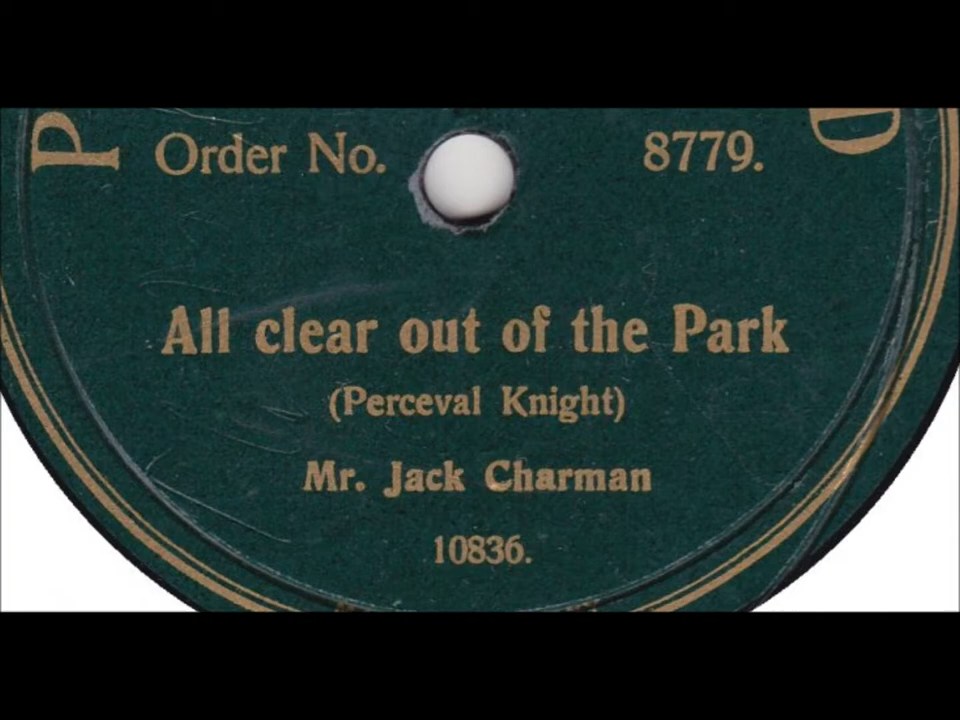 P
Order No. 8779.
All clear out of the Park
(Perceval Knight)
Mr. Jack Charman
10836.